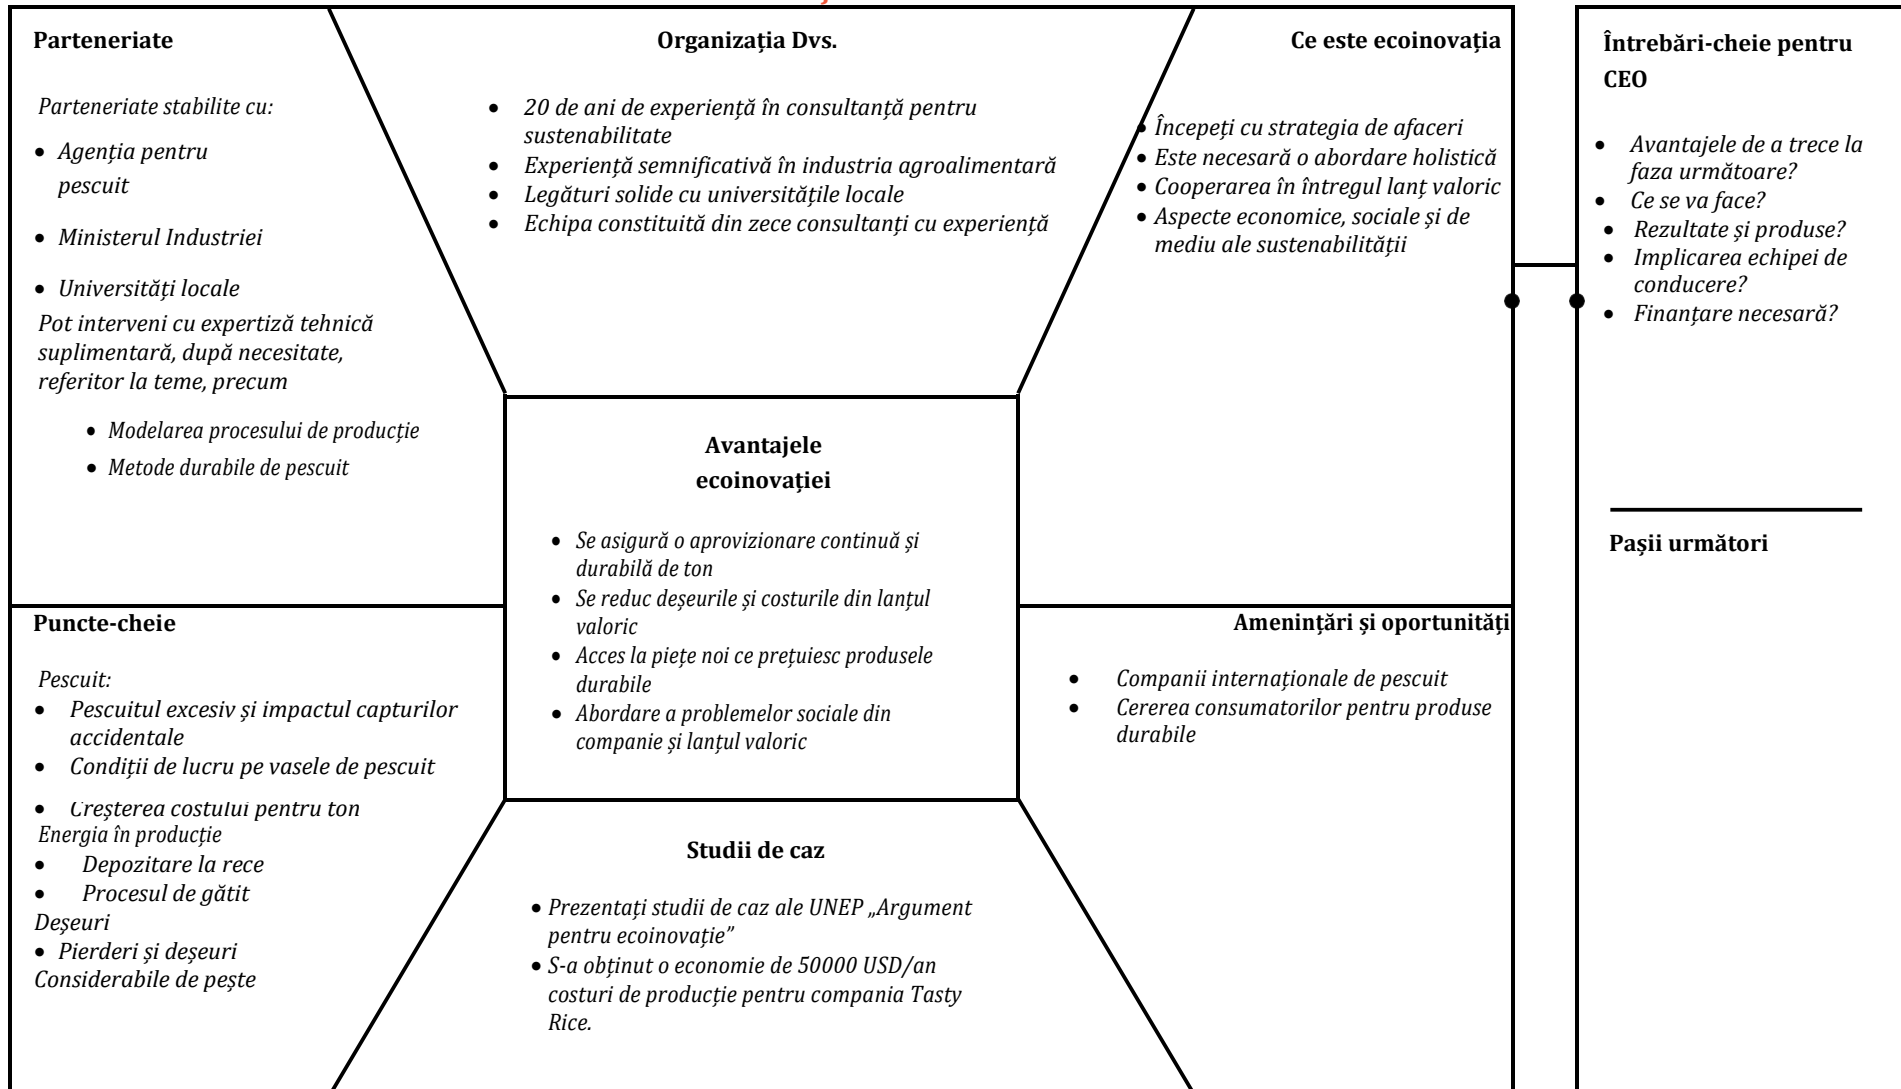 Parteneriate
Parteneriate stabilite cu:
• Agenția pentru
pescuit
• Ministerul Industriei
• Universități locale
Pot interveni cu expertiză tehnică
suplimentară, după necesitate,
referitor la teme, precum
• Modelarea procesului de producție
• Metode durabile de pescuit
Organizația Dvs.
• 20 de ani de experiență în consultanță pentru
sustenabilitate
• Experiență semnificativă în industria agroalimentară
• Legături solide cu universitățile locale
• Echipa constituită din zece consultanți cu experiență
Ce este ecoinovația
• Începeți cu strategia de afaceri
• Este necesară o abordare holistică
• Cooperarea în întregul lanț valoric
• Aspecte economice, sociale și de
mediu ale sustenabilității
Avantajele
ecoinovației
• Se asigură o aprovizionare continuă și
durabilă de ton
• Se reduc deșeurile și costurile din lanțul
valoric
• Acces la piețe noi ce prețuiesc produsele
durabile
• Abordare a problemelor sociale din
companie și lanțul valoric
Puncte-cheie
Pescuit:
• Pescuitul excesiv și impactul capturilor
accidentale
• Condiții de lucru pe vasele de pescuit
• Creșterea costului pentru ton
Energia în producție
• Depozitare la rece
• Procesul de gătit
Deșeuri
• Pierderi și deșeuri
Considerabile de pește
Studii de caz
• Prezentați studii de caz ale UNEP „Argument
pentru ecoinovație”
• S-a obținut o economie de 50000 USD/an
costuri de producție pentru compania Tasty
Rice.
Amenințări și oportunități
• Companii internaționale de pescuit
• Cererea consumatorilor pentru produse
durabile
Întrebări-cheie pentru
CEO
• Avantajele de a trece la
faza următoare?
• Ce se va face?
• Rezultate și produse?
• Implicarea echipei de
conducere?
• Finanțare necesară?
Pașii următori